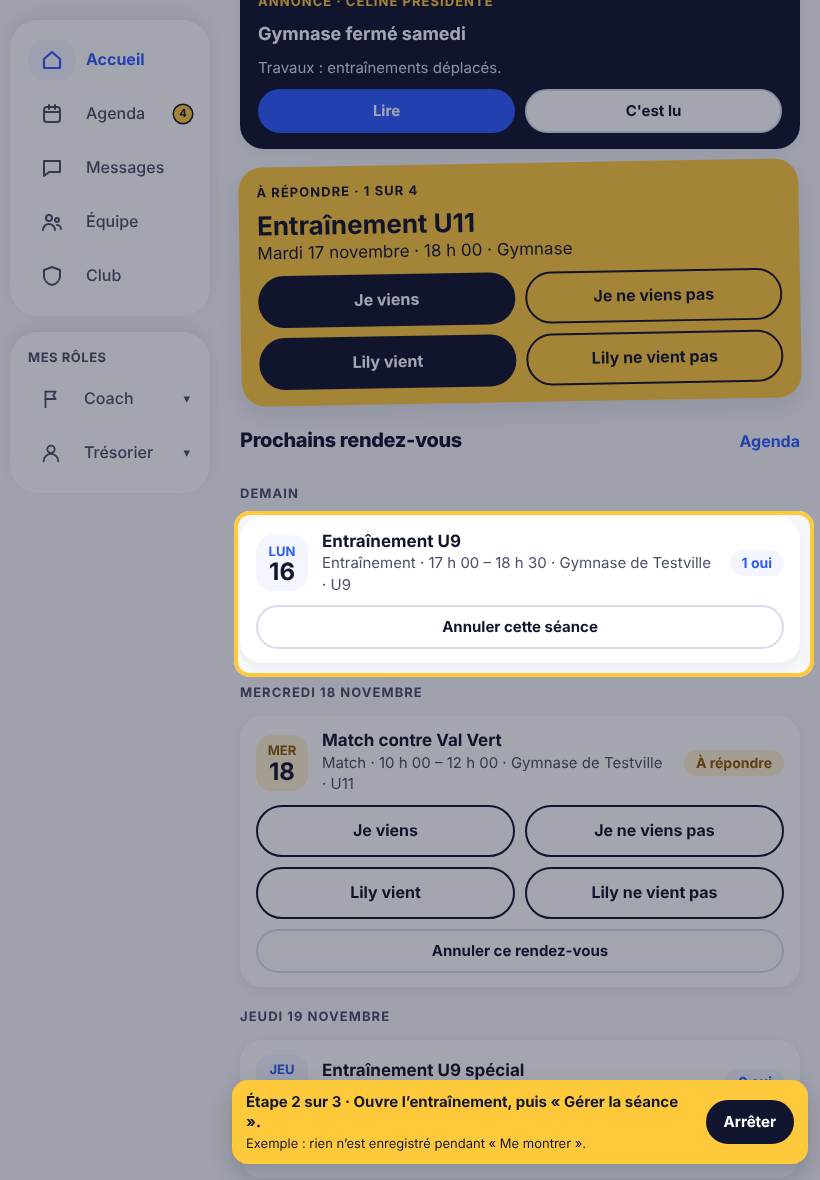 Accueil
Agenda
4
Messages
Équipe
Club
MES RÔLES
Coach ▾
Trésorier ▾
ANNONCE · CÉLINE PRÉSIDENTE
Gymnase fermé samedi
Travaux : entraînements déplacés.
Lire
C'est lu
À RÉPONDRE · 1 SUR 4
Entraînement U11
Mardi 17 novembre · 18 h 00 · Gymnase
Je viens
Je ne viens pas
Lily vient
Lily ne vient pas
Prochains rendez-vous
Agenda
DEMAIN
LUN
16
Entraînement U9
Entraînement · 17 h 00 – 18 h 30 · Gymnase de Testville
· U9
1 oui
Annuler cette séance
MERCREDI 18 NOVEMBRE
MER
18
Match contre Val Vert
Match · 10 h 00 – 12 h 00 · Gymnase de Testville
· U11
À répondre
Je viens
Je ne viens pas
Lily vient
Lily ne vient pas
Annuler ce rendez-vous
JEUDI 19 NOVEMBRE
JEU
Entraînement U9 spécial
Étape 2 sur 3 · Ouvre l’entraînement, puis « Gérer la séance
».
Exemple : rien n’est enregistré pendant « Me montrer ».
Arrêter